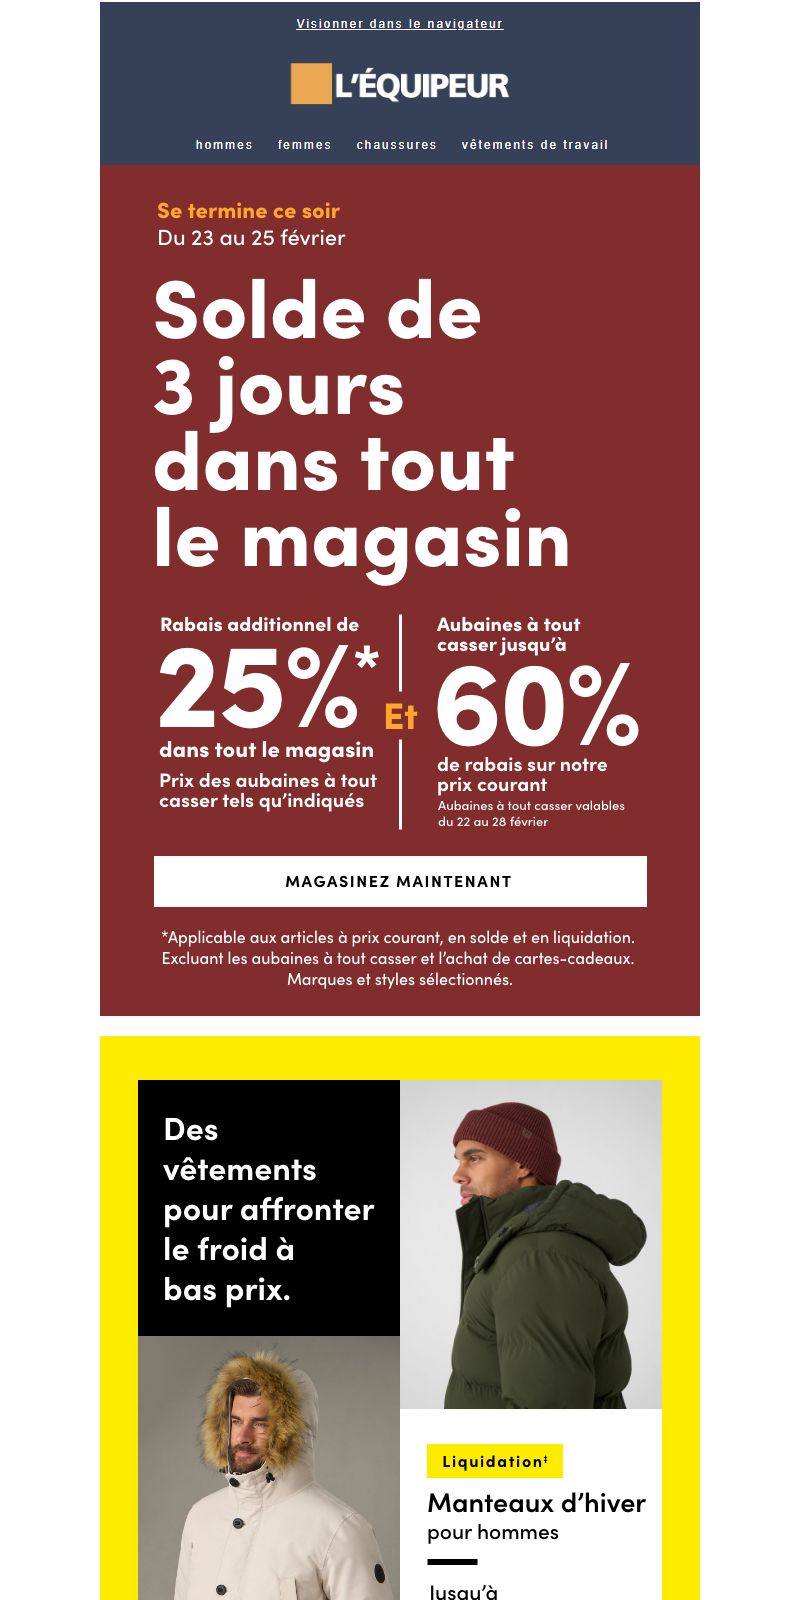 Visionner dans le navigateur
L'ÉQUIPEUR
hommes femmes chaussures vêtements de travail
Se termine ce soir
Du 23 au 25 février
Solde de
3 jours
dans tout
le magasin
Rabais additionnel de
25%*
dans tout le magasin
Prix des aubaines à tout
casser tels qu'indiqués
Et
Aubaines à tout
casser jusqu'à
60%
de rabais sur notre
prix courant
Aubaines à tout casser valables
du 22 au 28 février
MAGASINEZ MAINTENANT
*Applicable aux articles à prix courant, en solde et en liquidation.
Excluant les aubaines à tout casser et l'achat de cartes-cadeaux.
Marques et styles sélectionnés.
Des
vêtements
pour affronter
le froid à
bas prix.
Liquidation‡
Manteaux d'hiver
pour hommes
Jusqu'à